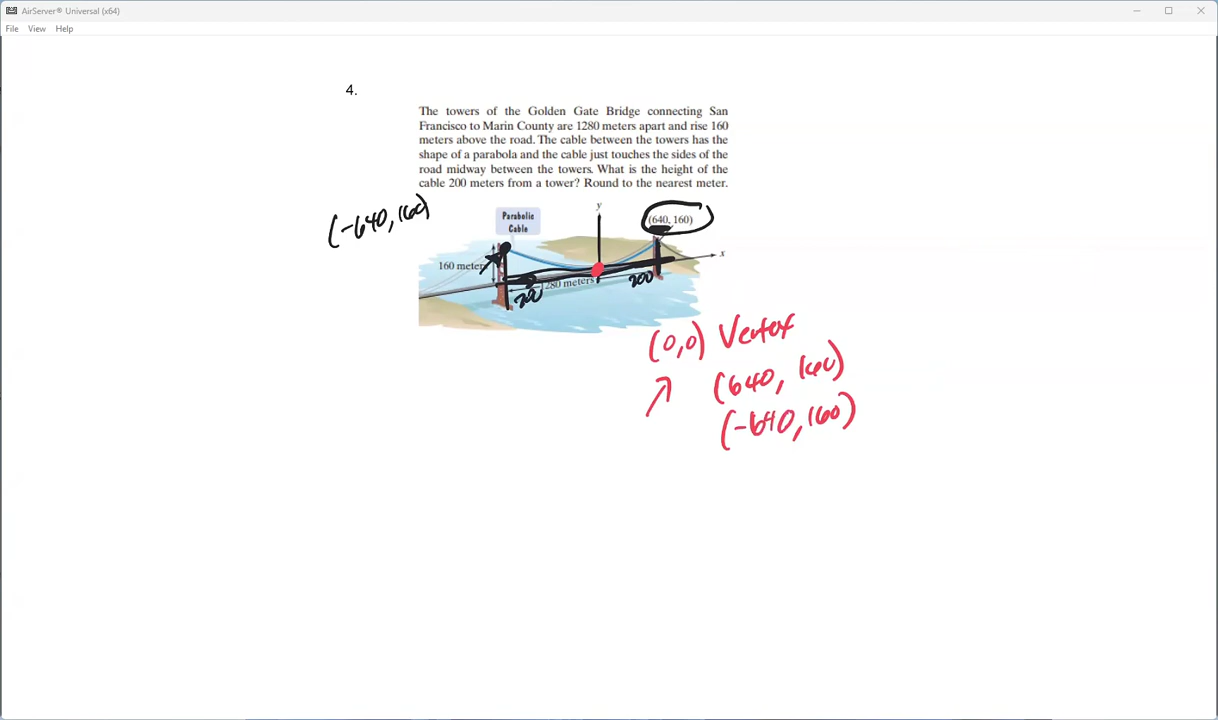 AirServer® Universal (x64)
File View Help
4.
The towers of the Golden Gate Bridge connecting San
Francisco to Marin County are 1280 meters apart and rise 160
meters above the road. The cable between the towers has the
shape of a parabola and the cable just touches the sides of the
road midway between the towers. What is the height of the
cable 200 meters from a tower? Round to the nearest meter.
(-640, 160)
Parabolic
Cable
y
(640, 160)
x
160 meters
1280 meters
200
200
(0,0) Vertex
(640, 160)
(-640, 160)